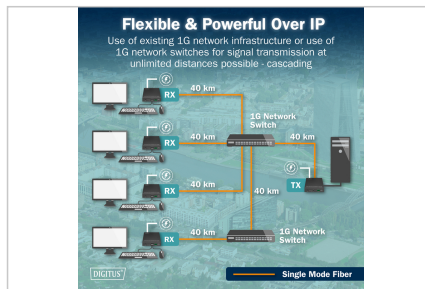 Flexible & Powerful Over IP
Use of existing 1G network infrastructure or use of
1G network switches for signal transmission at
unlimited distances possible - cascading
40 km
RX
1G Network
Switch
40 km
RX
40 km
40 km
RX
TX
40 km
40 km
RX
1G Network
Switch
DIGITUS
Single Mode Fiber